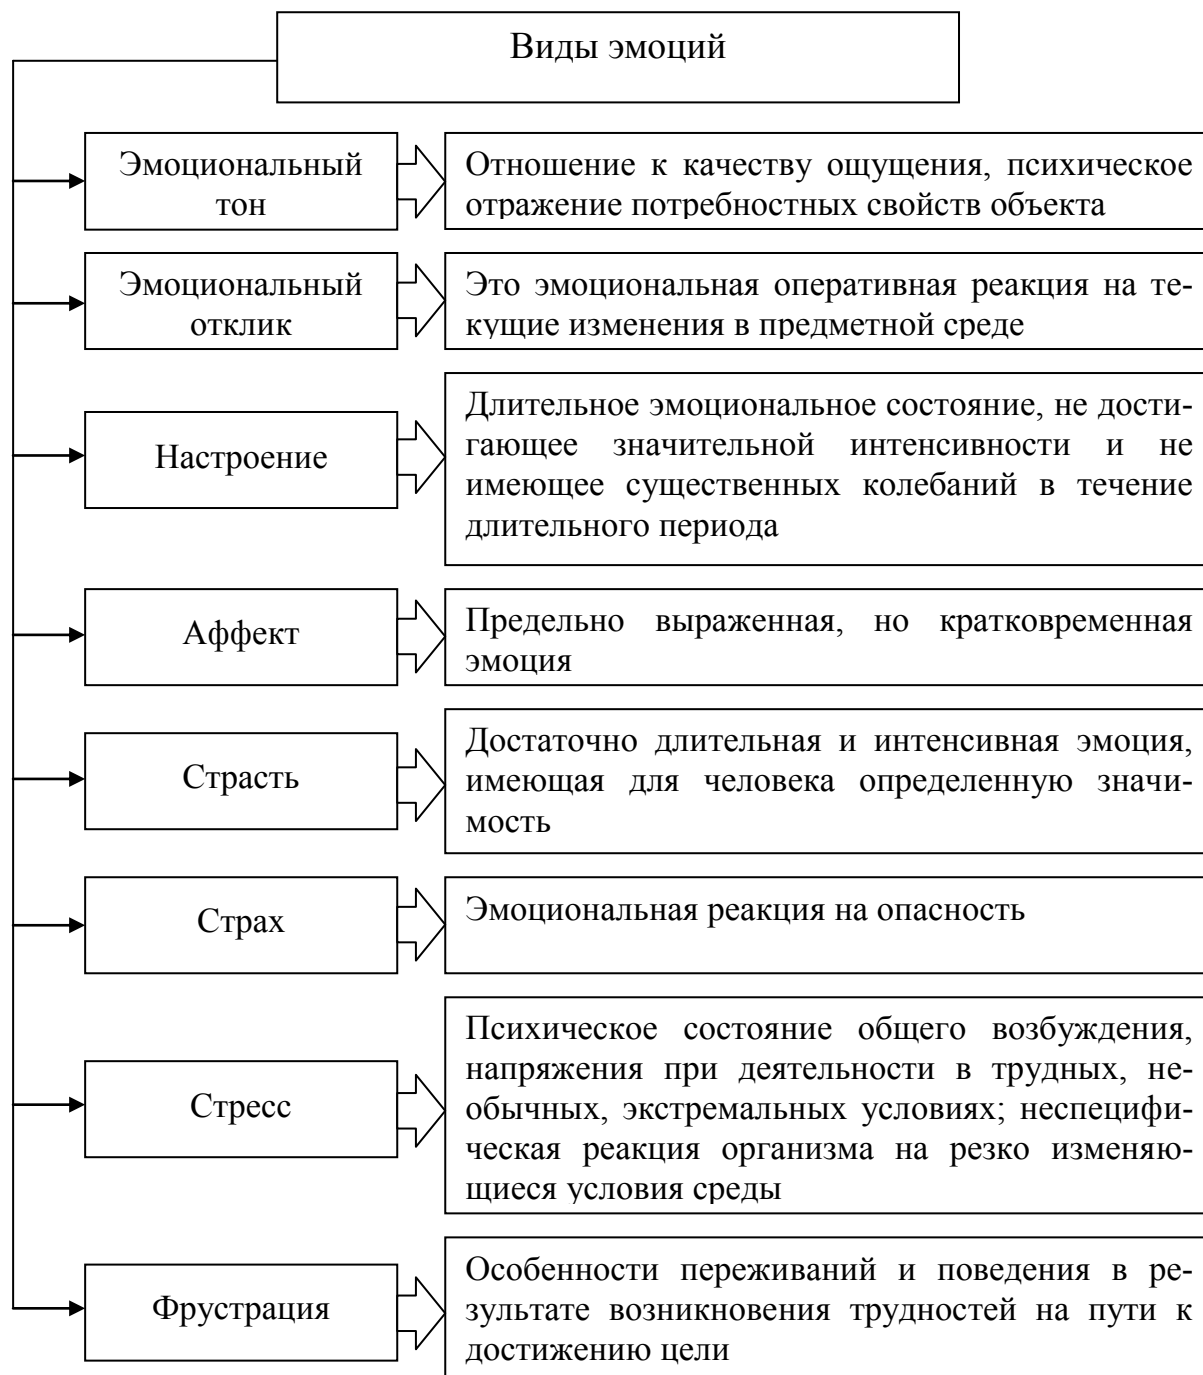 Виды эмоций
Эмоциональный
тон
Отношение к качеству ощущения, психическое
отражение потребностных свойств объекта
Эмоциональный
отклик
Это эмоциональная оперативная реакция на те-
кущие изменения в предметной среде
Настроение
Длительное эмоциональное состояние, не дости-
гающее значительной интенсивности и не
имеющее существенных колебаний в течение
длительного периода
Аффект
Предельно выраженная, но кратковременная
эмоция
Страсть
Достаточно длительная и интенсивная эмоция,
имеющая для человека определенную значи-
мость
Страх
Эмоциональная реакция на опасность
Стресс
Психическое состояние общего возбуждения,
напряжения при деятельности в трудных, не-
обычных, экстремальных условиях; неспецифи-
ческая реакция организма на резко изменяю-
щиеся условия среды
Фрустрация
Особенности переживаний и поведения в ре-
зультате возникновения трудностей на пути к
достижению цели